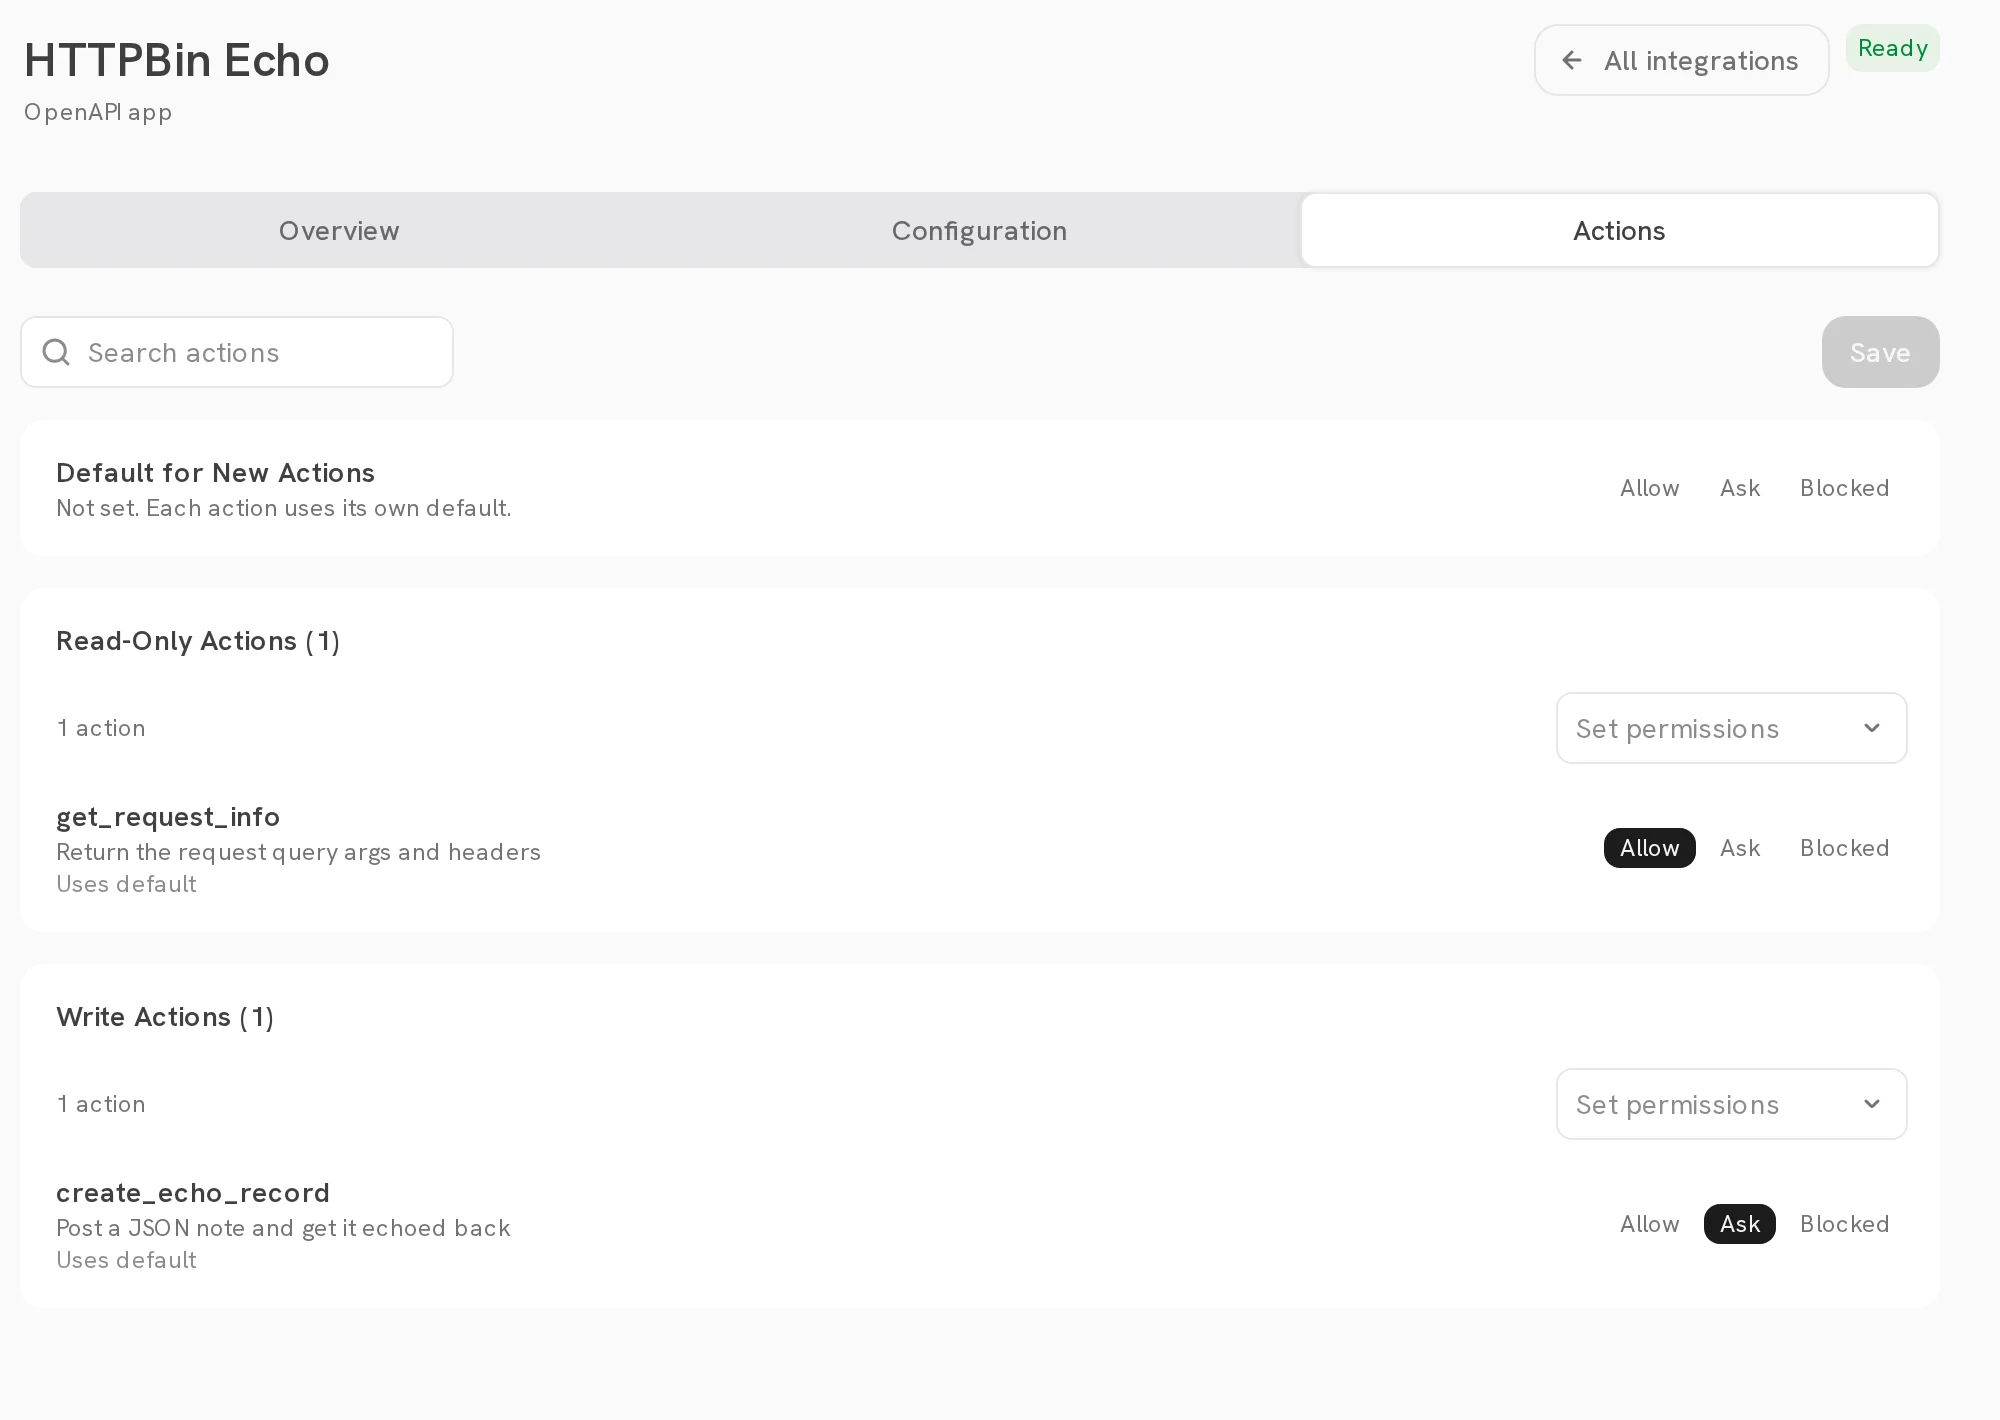 HTTPBin Echo
OpenAPI app
All integrations
Ready
Overview
Configuration
Actions
Search actions
Save
Default for New Actions
Not set. Each action uses its own default.
Allow
Ask
Blocked
Read-Only Actions (1)
1 action
Set permissions
get_request_info
Return the request query args and headers
Uses default
Allow
Ask
Blocked
Write Actions (1)
1 action
Set permissions
create_echo_record
Post a JSON note and get it echoed back
Uses default
Allow
Ask
Blocked